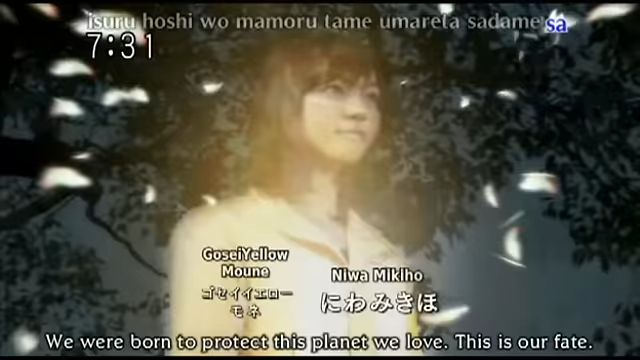 isuru hoshi wo mamoru tame umareta sadame sa
7:31
GoseiYellow
Moune
ゴセイイエロー
モネ
Niwa Mikiho
にわみきほ
We were born to protect this planet we love. This is our fate.